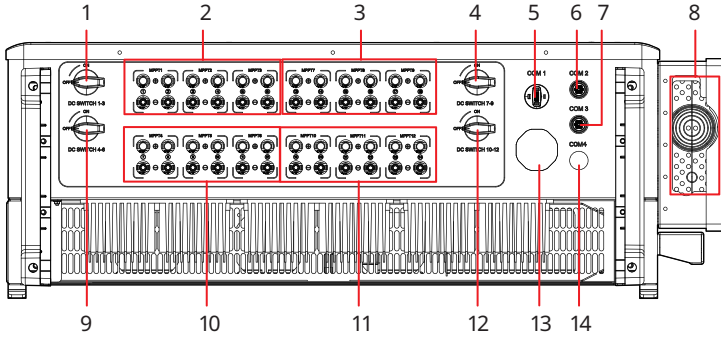 1 2 3 4 5 6 7 8
ON ON
MPPT1 MPPT2 MPPT3 MPPT7 MPPT8 MPPT9
OFF OFF
COM 1 COM 2
DC SWITCH 1-3 DC SWITCH 7-9
ON ON
COM 3
OFF OFF
MPPT4 MPPT5 MPPT6 MPPT10 MPPT11 MPPT12
DC SWITCH 4-6 DC SWITCH 10-12
COM4
9 10 11 12 13 14